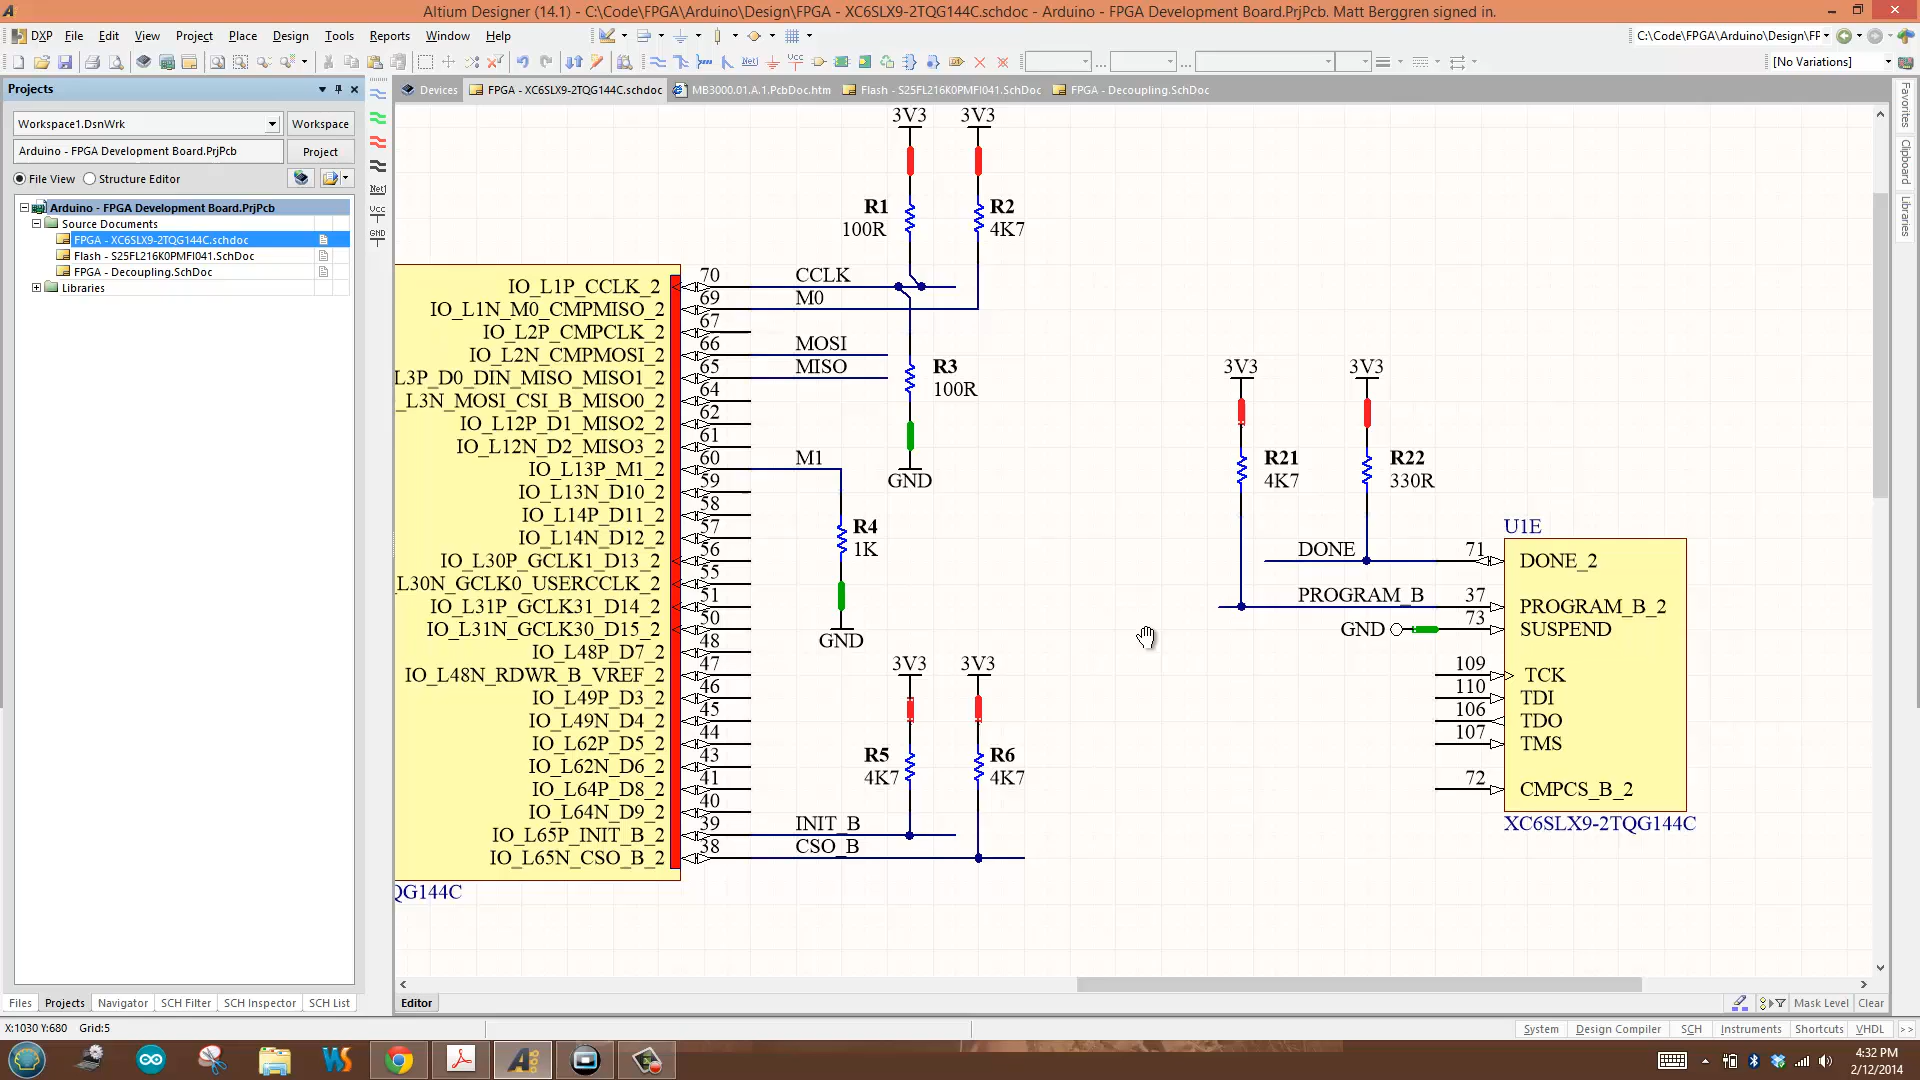 Altium Designer (14.1) - C:\Code\FPGA\Arduino\Design\FPGA - XC6SLX9-2TQG144C.schdoc - Arduino - FPGA Development Board.PrjPcb. Matt Berggren signed in.
DXP File Edit View Project Place Design Tools Reports Window Help
C:\Code\FPGA\Arduino\Design\FF
[No Variations]
Projects
Devices
FPGA - XC6SLX9-2TQG144C.schdoc
MB3000.01.A.1.PcbDoc.htm
Flash - S25FL216K0PMFI041.SchDoc
FPGA - Decoupling.SchDoc
Workspace1.DsnWrk
Workspace
Arduino - FPGA Development Board.PrjPcb
Project
File View
Structure Editor
Arduino - FPGA Development Board.PrjPcb
Source Documents
FPGA - XC6SLX9-2TQG144C.schdoc
Flash - S25FL216K0PMFI041.SchDoc
FPGA - Decoupling.SchDoc
Libraries
Net1
Vcc
GND
Favorites
Clipboard
Libraries
3V3 3V3
R1
100R
R2
4K7
IO_L1P_CCLK_2 70 CCLK
IO_L1N_M0_CMPMISO_2 69 M0
IO_L2P_CMPCLK_2 67
IO_L2N_CMPMOSI_2 66 MOSI
L3P_D0_DIN_MISO_MISO1_2 65 MISO
_L3N_MOSI_CSI_B_MISO0_2 64
IO_L12P_D1_MISO2_2 62
IO_L12N_D2_MISO3_2 61
IO_L13P_M1_2 60 M1
IO_L13N_D10_2 59
IO_L14P_D11_2 58
IO_L14N_D12_2 57
IO_L30P_GCLK1_D13_2 56
L30N_GCLK0_USERCCLK_2 55
IO_L31P_GCLK31_D14_2 51
IO_L31N_GCLK30_D15_2 50
IO_L48P_D7_2 48
IO_L48N_RDWR_B_VREF_2 47
IO_L49P_D3_2 46
IO_L49N_D4_2 45
IO_L62P_D5_2 44
IO_L62N_D6_2 43
IO_L64P_D8_2 41
IO_L64N_D9_2 40
IO_L65P_INIT_B_2 39 INIT_B
IO_L65N_CSO_B_2 38 CSO_B
QG144C
R3
100R
GND
R4
1K
GND
3V3 3V3
R5
4K7
R6
4K7
3V3 3V3
R21
4K7
R22
330R
U1E
DONE 71 DONE_2
PROGRAM_B 37 PROGRAM_B_2
GND 73 SUSPEND
109 TCK
110 TDI
106 TDO
107 TMS
72 CMPCS_B_2
XC6SLX9-2TQG144C
Files Projects Navigator SCH Filter SCH Inspector SCH List
Editor
Mask Level Clear
X:1030 Y:680 Grid:5
System Design Compiler SCH Instruments Shortcuts VHDL >>
4:32 PM
2/12/2014